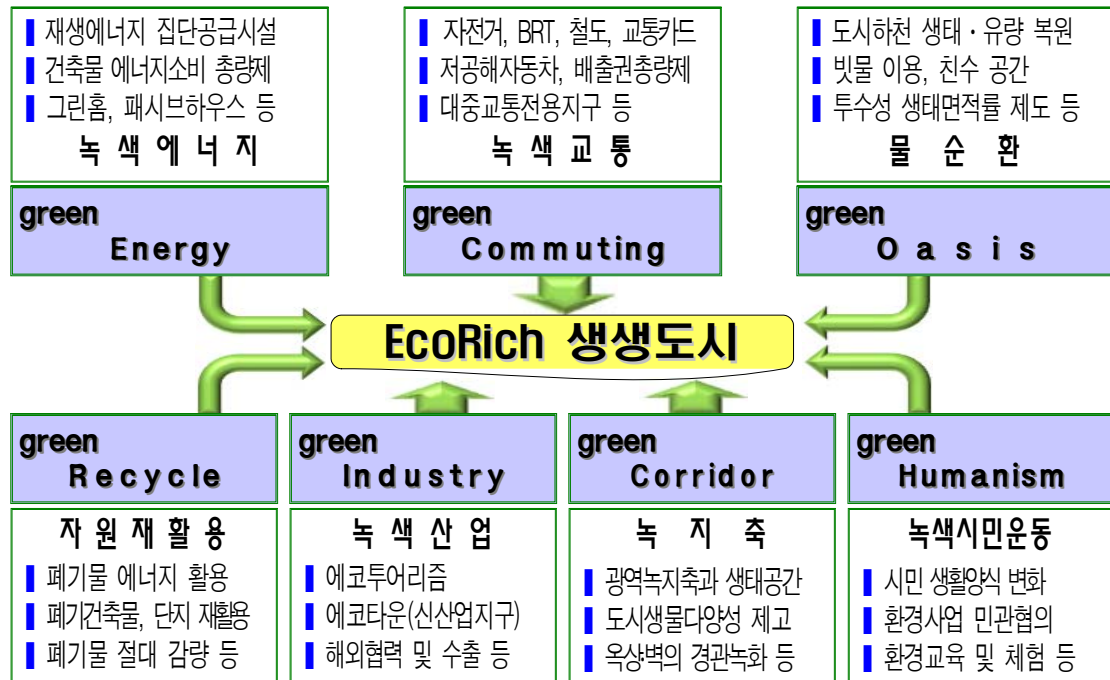 재생에너지 집단공급시설
건축물 에너지소비 총량제
그린홈, 패시브하우스 등
녹 색 에 너 지
green
Energy
자전거, BRT, 철도, 교통카드
저공해자동차, 배출권총량제
대중교통전용지구 등
녹 색 교 통
green
Commuting
도시하천 생태·유량 복원
빗물 이용, 친수 공간
투수성 생태면적률 제도 등
물 순 환
green
O a s i s
EcoRich 생생도시
green
Recycle
자 원 재 활 용
폐기물 에너지 활용
폐기건축물, 단지 재활용
폐기물 절대 감량 등
green
Industry
녹 색 산 업
에코투어리즘
에코타운(신산업지구)
해외협력 및 수출 등
green
Corridor
녹 지 축
광역녹지축과 생태공간
도시생물다양성 제고
옥상·벽의 경관녹화 등
green
Humanism
녹색시민운동
시민 생활양식 변화
환경사업 민관협의
환경교육 및 체험 등